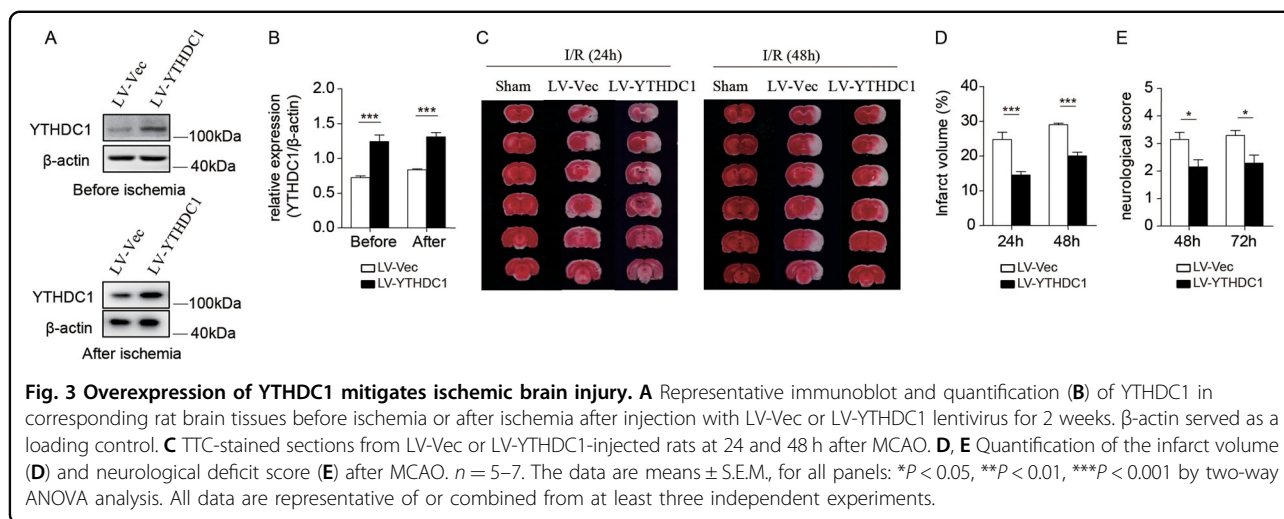 A
LV-Vec
LV-YTHDC1
YTHDC1
100kDa
β-actin
40kDa
Before ischemia
LV-Vec
LV-YTHDC1
YTHDC1
100kDa
β-actin
40kDa
After ischemia
B
relative expression
(YTHDC1/β-actin)
2.0
1.5
1.0
0.5
0.0
***
***
Before
After
LV-Vec
LV-YTHDC1
C
I/R (24h)
Sham LV-Vec LV-YTHDC1
I/R (48h)
Sham LV-Vec LV-YTHDC1
D
Infarct volume (%)
40
30
20
10
0
***
***
24h
48h
LV-Vec
LV-YTHDC1
E
neurological score
5
4
3
2
1
0
*
*
48h
72h
LV-Vec
LV-YTHDC1
Fig. 3 Overexpression of YTHDC1 mitigates ischemic brain injury. A Representative immunoblot and quantification (B) of YTHDC1 in
corresponding rat brain tissues before ischemia or after ischemia after injection with LV-Vec or LV-YTHDC1 lentivirus for 2 weeks. β-actin served as a
loading control. C TTC-stained sections from LV-Vec or LV-YTHDC1-injected rats at 24 and 48 h after MCAO. D, E Quantification of the infarct volume
(D) and neurological deficit score (E) after MCAO. n = 5–7. The data are means ± S.E.M., for all panels: *P < 0.05, **P < 0.01, ***P < 0.001 by two-way
ANOVA analysis. All data are representative of or combined from at least three independent experiments.